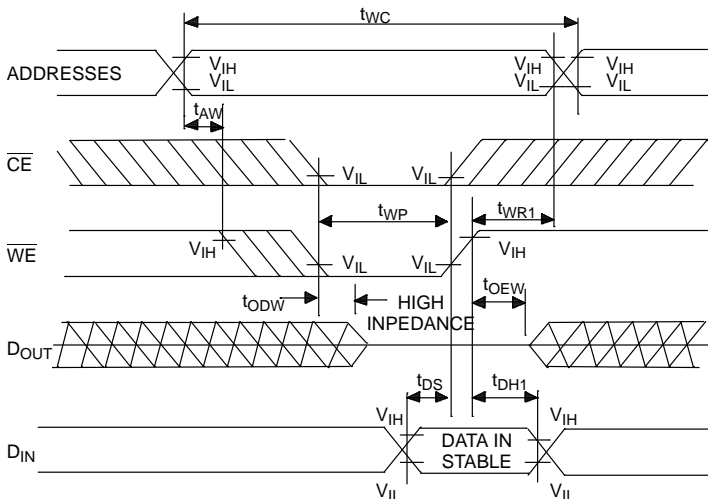 tWC
ADDRESSES
VIH VIH VIH
VIL VIL VIL
tAW
CE
VIL VIL
tWP tWR1
WE
VIH VIH
VIL VIL
tODW HIGH tOEW
INPEDANCE
DOUT
tDS tDH1
VIH VIH
DIN
DATA IN
STABLE
VIL VIL